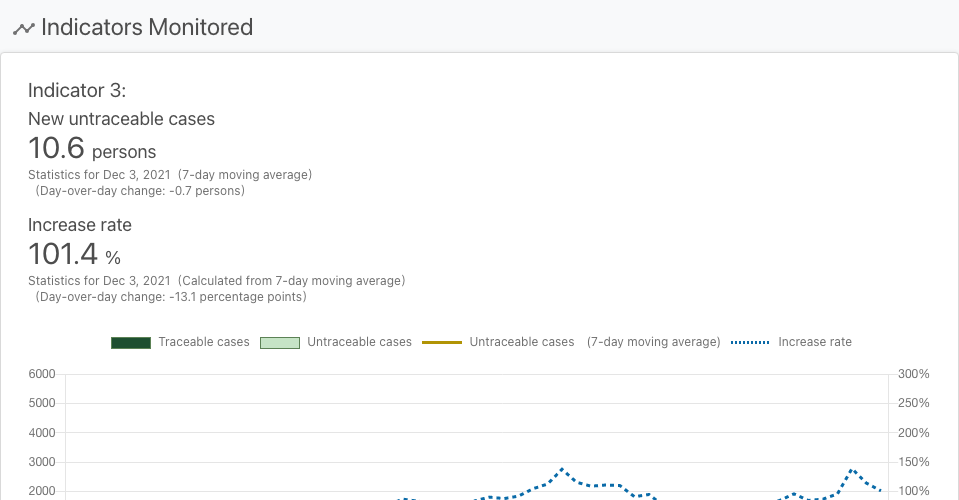 Indicators Monitored
Indicator 3:
New untraceable cases
10.6 persons
Statistics for Dec 3, 2021 (7-day moving average)
(Day-over-day change: -0.7 persons)
Increase rate
101.4 %
Statistics for Dec 3, 2021 (Calculated from 7-day moving average)
(Day-over-day change: -13.1 percentage points)
Traceable cases Untraceable cases Untraceable cases (7-day moving average) Increase rate
6000 300%
5000 250%
4000 200%
3000 150%
2000 100%